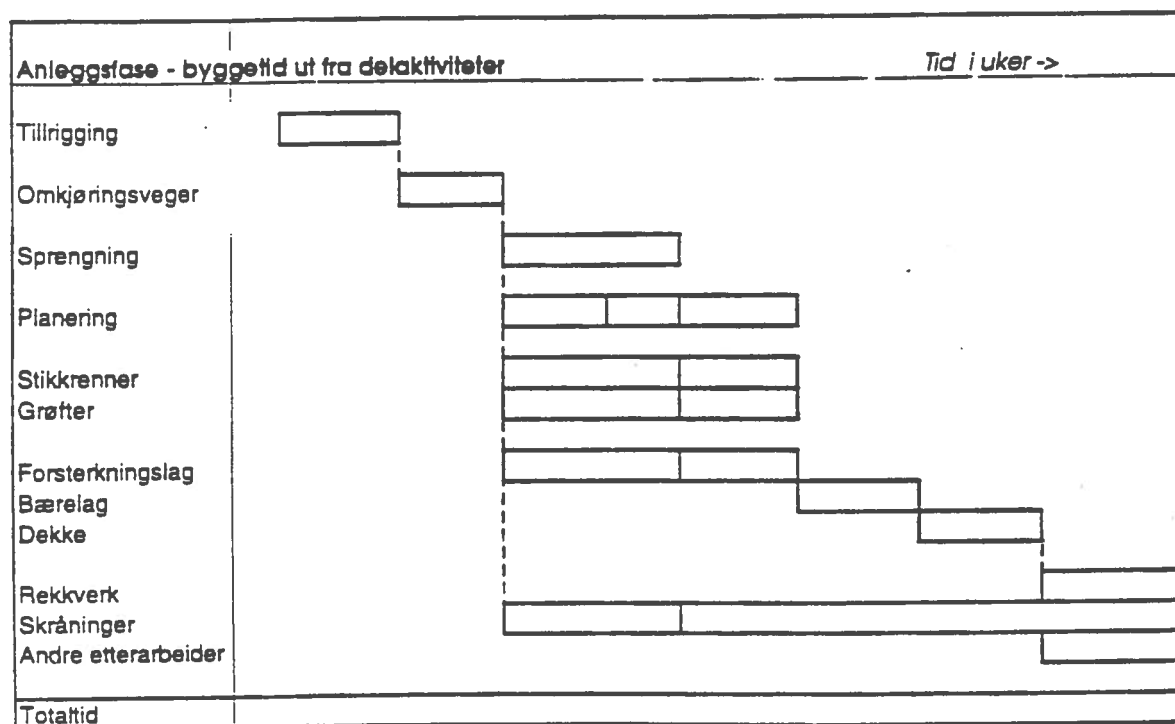 Anleggsfase - byggetid ut fra delaktiviteter
Tid i uker ->
Tillrigging
Omkjøringsveger
Sprengning
Planering
Stikkrenner
Grøfter
Forsterkningslag
Bærelag
Dekke
Rekkverk
Skråninger
Andre etterarbeider
Totaltid